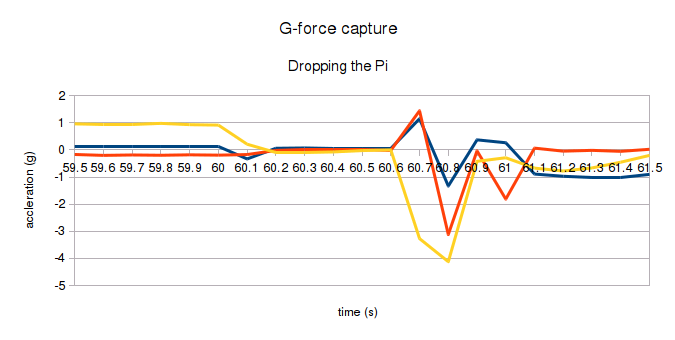 G-force capture
Dropping the Pi
2
1
0
59.5 59.6 59.7 59.8 59.9 60 60.1 60.2 60.3 60.4 60.5 60.6 60.7 60.8 60.9 61 61.1 61.2 61.3 61.4 61.5
-1
-2
-3
-4
-5
accleration (g)
time (s)